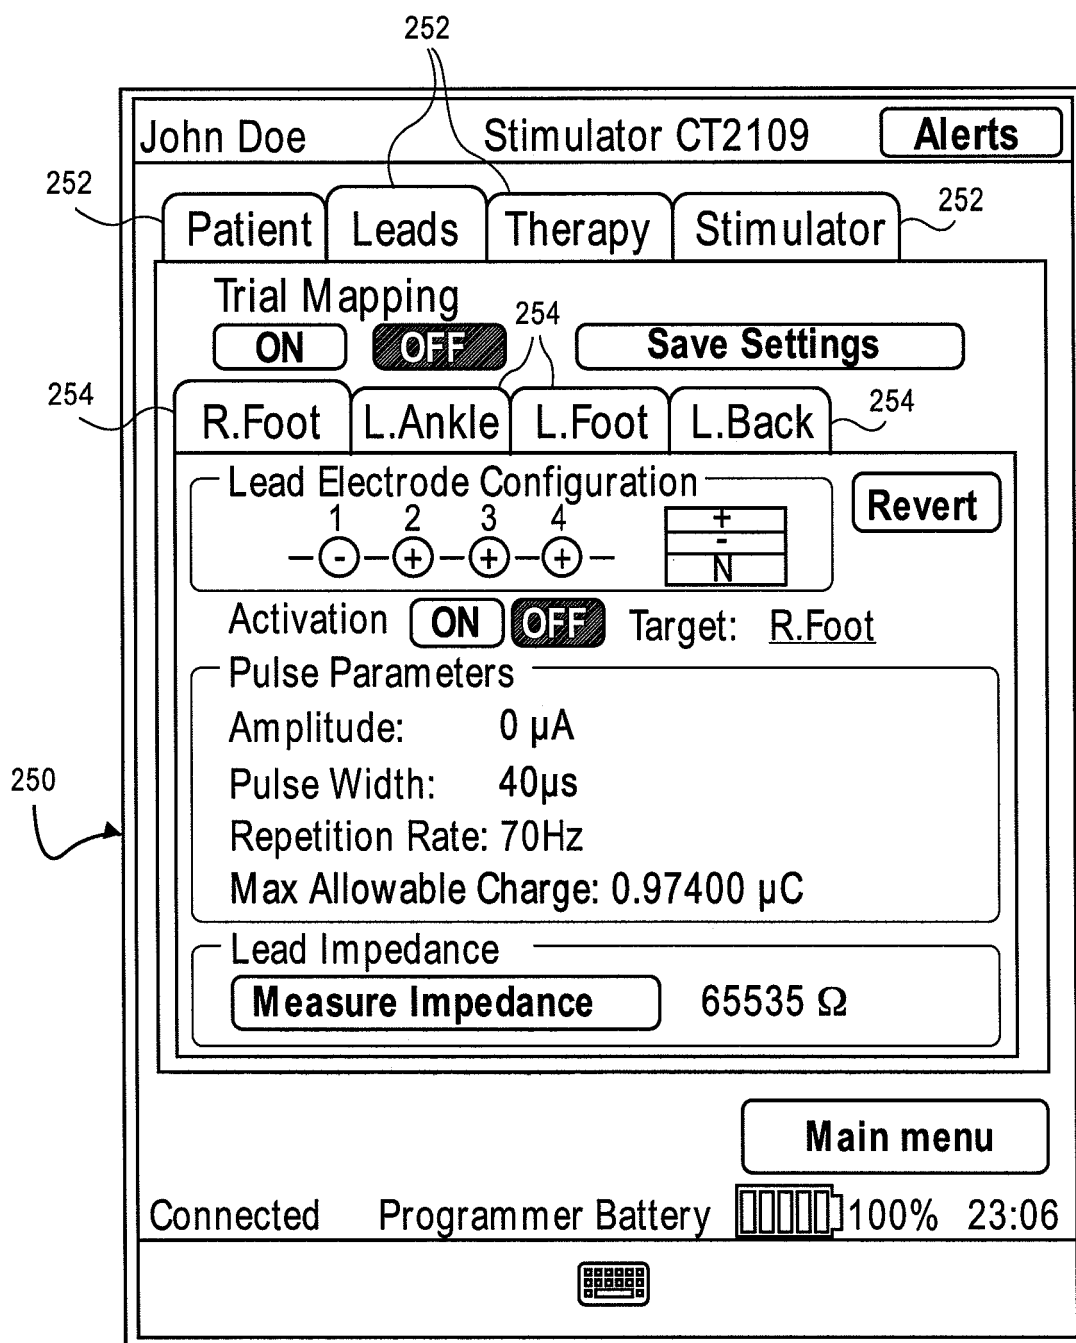 252
John Doe Stimulator CT2109 Alerts
252 252
Patient Leads Therapy Stimulator
Trial Mapping
254
ON OFF Save Settings
254 254
R.Foot L.Ankle L.Foot L.Back
Lead Electrode Configuration
Revert
1 2 3 4 +
- + + + -
N
Activation ON OFF Target: R.Foot
Pulse Parameters
Amplitude: 0 µA
250
Pulse Width: 40µs
Repetition Rate: 70Hz
Max Allowable Charge: 0.97400 µC
Lead Impedance
Measure Impedance 65535 Ω
Main menu
Connected Programmer Battery 100% 23:06